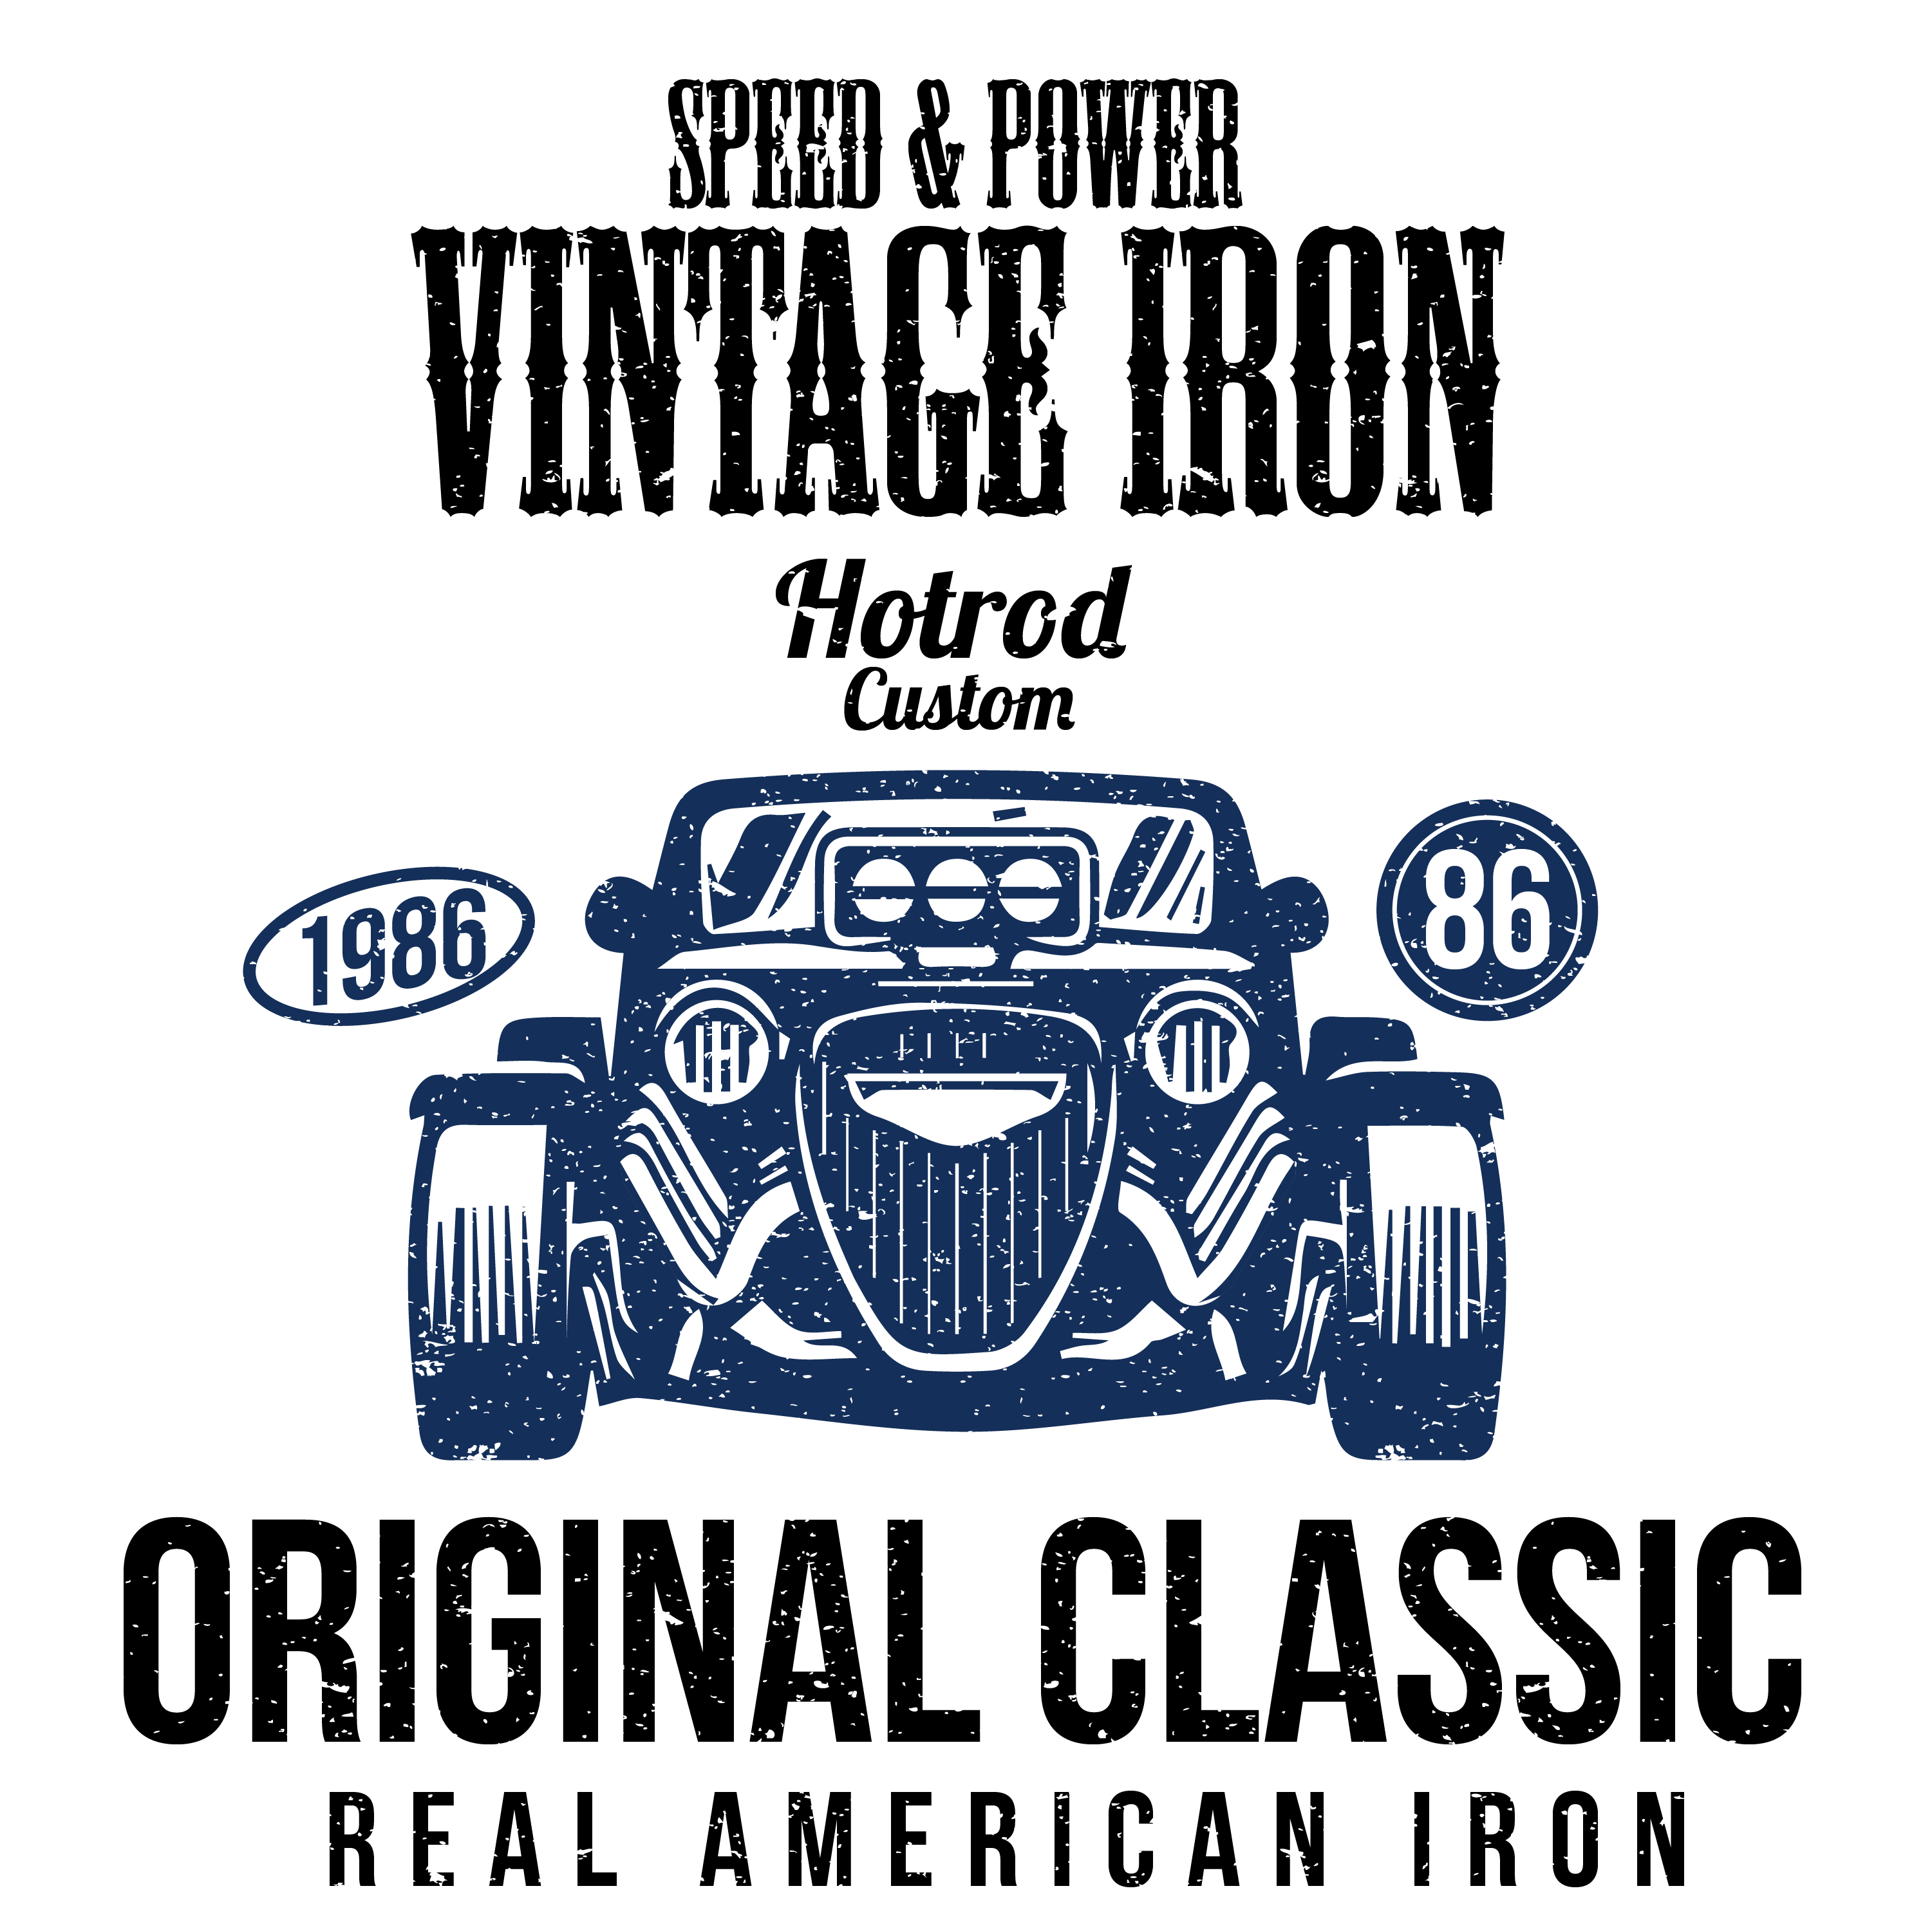 SPEED & POWER
VINTAGE IRON
Hotrod
Custom
1986
86
ORIGINAL CLASSIC
REAL AMERICAN IRON